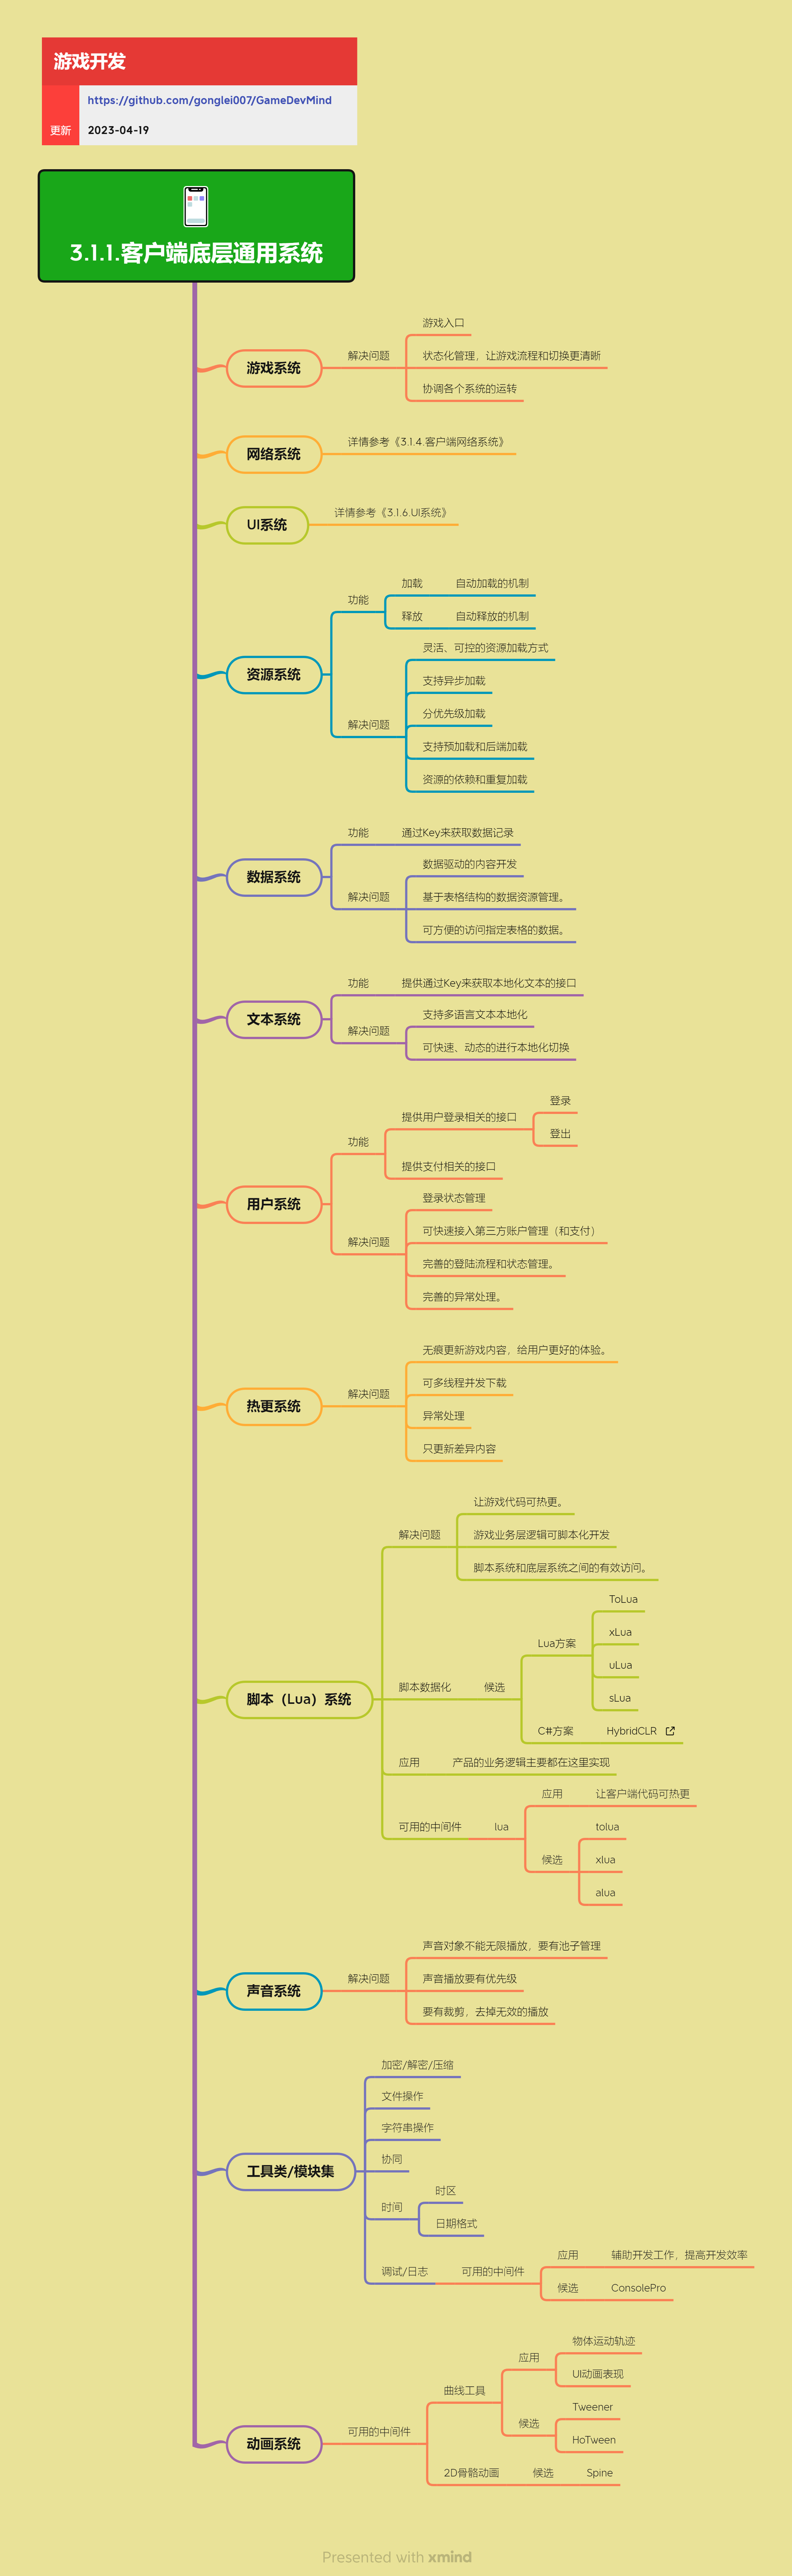 游戏开发
https://github.com/gonglei007/GameDevMind
更新 2023-04-19
3.1.1.客户端底层通用系统
游戏系统
解决问题
游戏入口
状态化管理，让游戏流程和切换更清晰
协调各个系统的运转
网络系统
详情参考《3.1.4.客户端网络系统》
UI系统
详情参考《3.1.6.UI系统》
资源系统
功能
加载
自动加载的机制
释放
自动释放的机制
解决问题
灵活、可控的资源加载方式
支持异步加载
分优先级加载
支持预加载和后端加载
资源的依赖和重复加载
数据系统
功能
通过Key来获取数据记录
解决问题
数据驱动的内容开发
基于表格结构的数据资源管理。
可方便的访问指定表格的数据。
文本系统
功能
提供通过Key来获取本地化文本的接口
解决问题
支持多语言文本本地化
可快速、动态的进行本地化切换
用户系统
功能
提供用户登录相关的接口
登录
登出
提供支付相关的接口
解决问题
登录状态管理
可快速接入第三方账户管理（和支付）
完善的登陆流程和状态管理。
完善的异常处理。
热更系统
解决问题
无痕更新游戏内容，给用户更好的体验。
可多线程并发下载
异常处理
只更新差异内容
脚本（Lua）系统
解决问题
让游戏代码可热更。
游戏业务层逻辑可脚本化开发
脚本系统和底层系统之间的有效访问。
脚本数据化
候选
Lua方案
ToLua
xLua
uLua
sLua
C#方案
HybridCLR
应用
产品的业务逻辑主要都在这里实现
可用的中间件
lua
应用
让客户端代码可热更
候选
tolua
xlua
alua
声音系统
解决问题
声音对象不能无限播放，要有池子管理
声音播放要有优先级
要有裁剪，去掉无效的播放
工具类/模块集
加密/解密/压缩
文件操作
字符串操作
协同
时间
时区
日期格式
调试/日志
可用的中间件
应用
辅助开发工作，提高开发效率
候选
ConsolePro
动画系统
可用的中间件
曲线工具
应用
物体运动轨迹
UI动画表现
候选
Tweener
HoTween
2D骨骼动画
候选
Spine
Presented with xmind